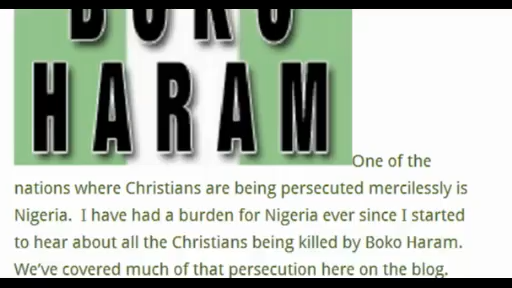 BOKO
HARAM
One of the
nations where Christians are being persecuted mercilessly is
Nigeria.  I have had a burden for Nigeria ever since I started
to hear about all the Christians being killed by Boko Haram.
We've covered much of that persecution here on the blog.